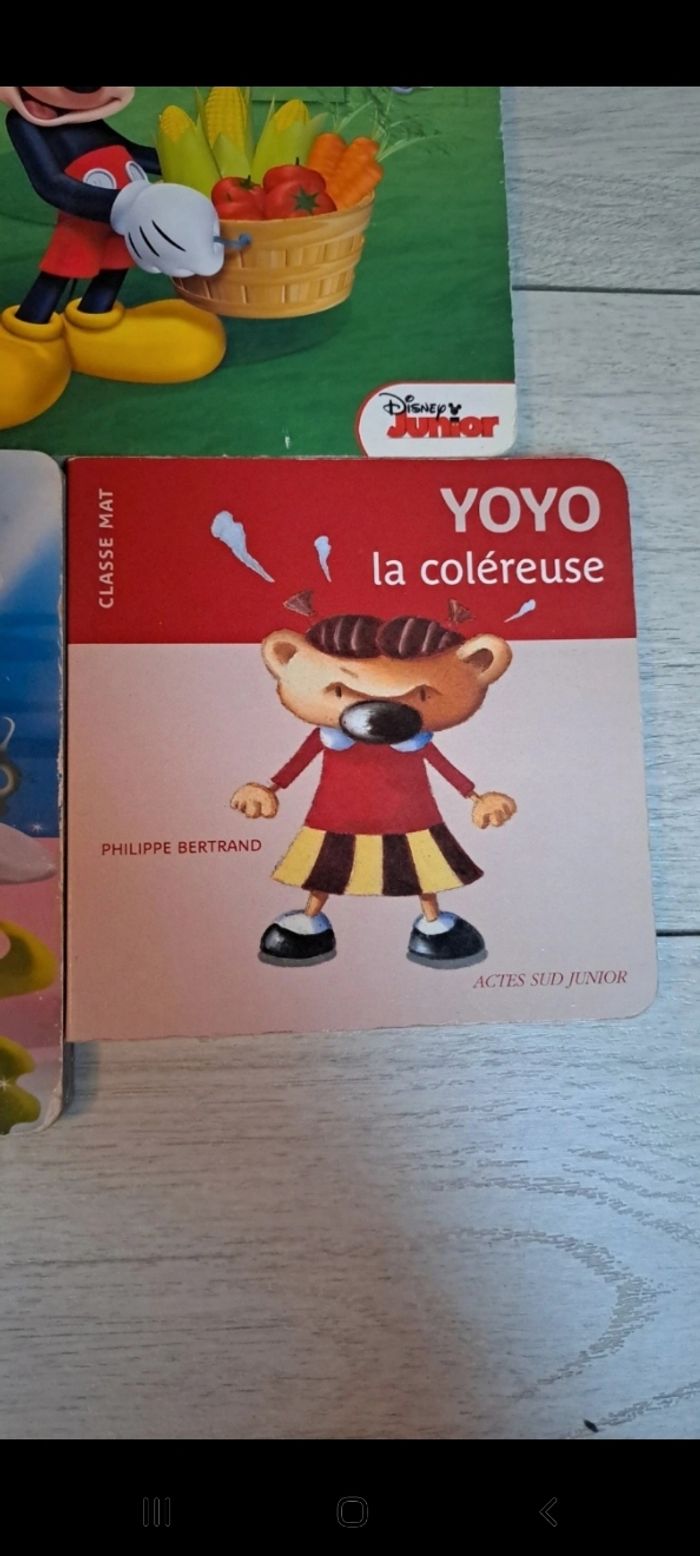 Disney
Junior
CLASSE MAT
YOYO
la coléreuse
PHILIPPE BERTRAND
ACTES SUD JUNIOR